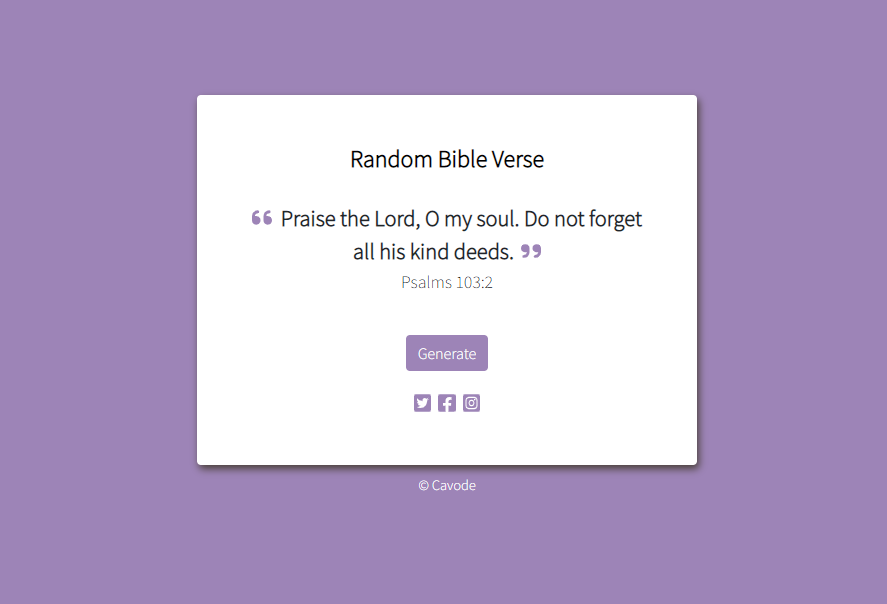 Random Bible Verse
❝ Praise the Lord, O my soul. Do not forget
all his kind deeds. ❞
Psalms 103:2
Generate
© Cavode